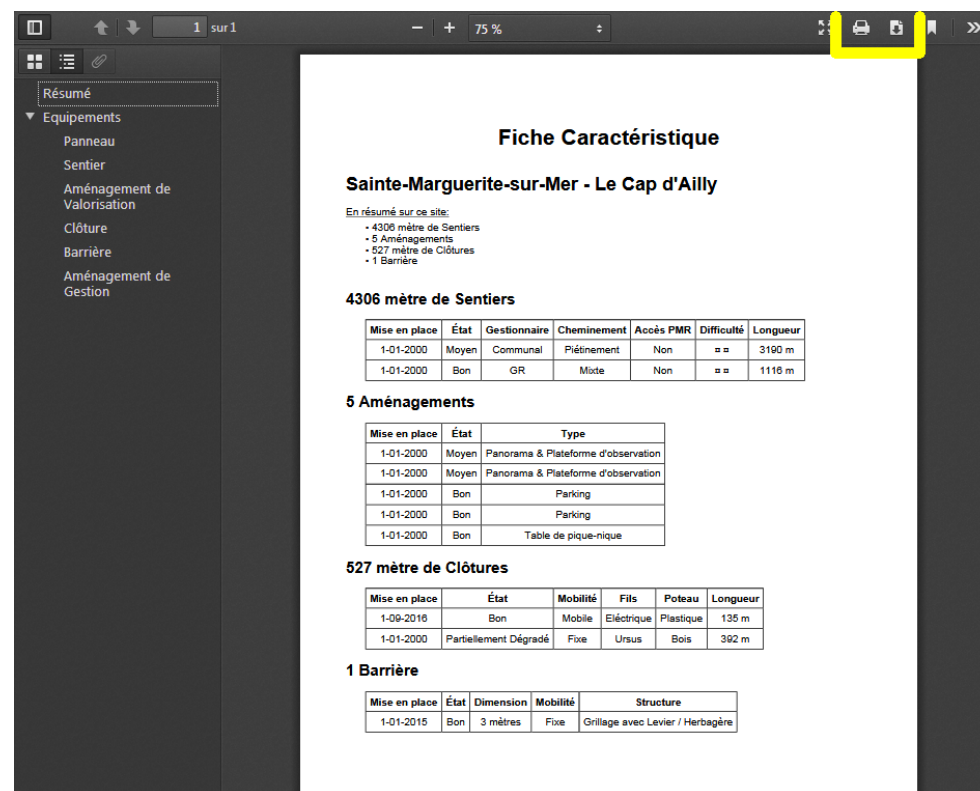 1 sur 1
75 %
Résumé
Equipements
Panneau
Sentier
Aménagement de
Valorisation
Clôture
Barrière
Aménagement de
Gestion
Fiche Caractéristique
Sainte-Marguerite-sur-Mer - Le Cap d'Ailly
En résumé sur ce site:
- 4306 mètre de Sentiers
- 5 Aménagements
- 527 mètre de Clôtures
- 1 Barrière
4306 mètre de Sentiers
Mise en place État Gestionnaire Cheminement Accès PMR Difficulté Longueur
1-01-2000 Moyen Communal Piétinement Non ¤ ¤ 3190 m
1-01-2000 Bon GR Mixte Non ¤ ¤ 1116 m
5 Aménagements
Mise en place État Type
1-01-2000 Moyen Panorama & Plateforme d'observation
1-01-2000 Moyen Panorama & Plateforme d'observation
1-01-2000 Bon Parking
1-01-2000 Bon Parking
1-01-2000 Bon Table de pique-nique
527 mètre de Clôtures
Mise en place État Mobilité Fils Poteau Longueur
1-09-2016 Bon Mobile Eléctrique Plastique 135 m
1-01-2000 Partiellement Dégradé Fixe Ursus Bois 392 m
1 Barrière
Mise en place État Dimension Mobilité Structure
1-01-2015 Bon 3 mètres Fixe Grillage avec Levier / Herbagère